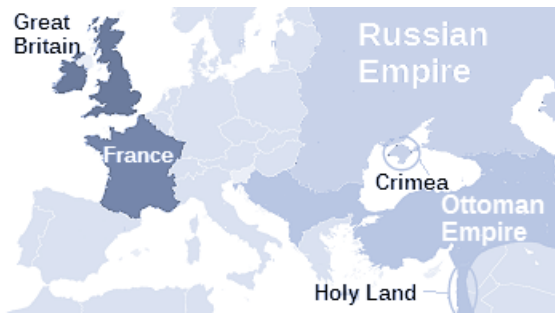 Great
Britain
Russian
Empire
France
Crimea
Ottoman
Empire
Holy Land